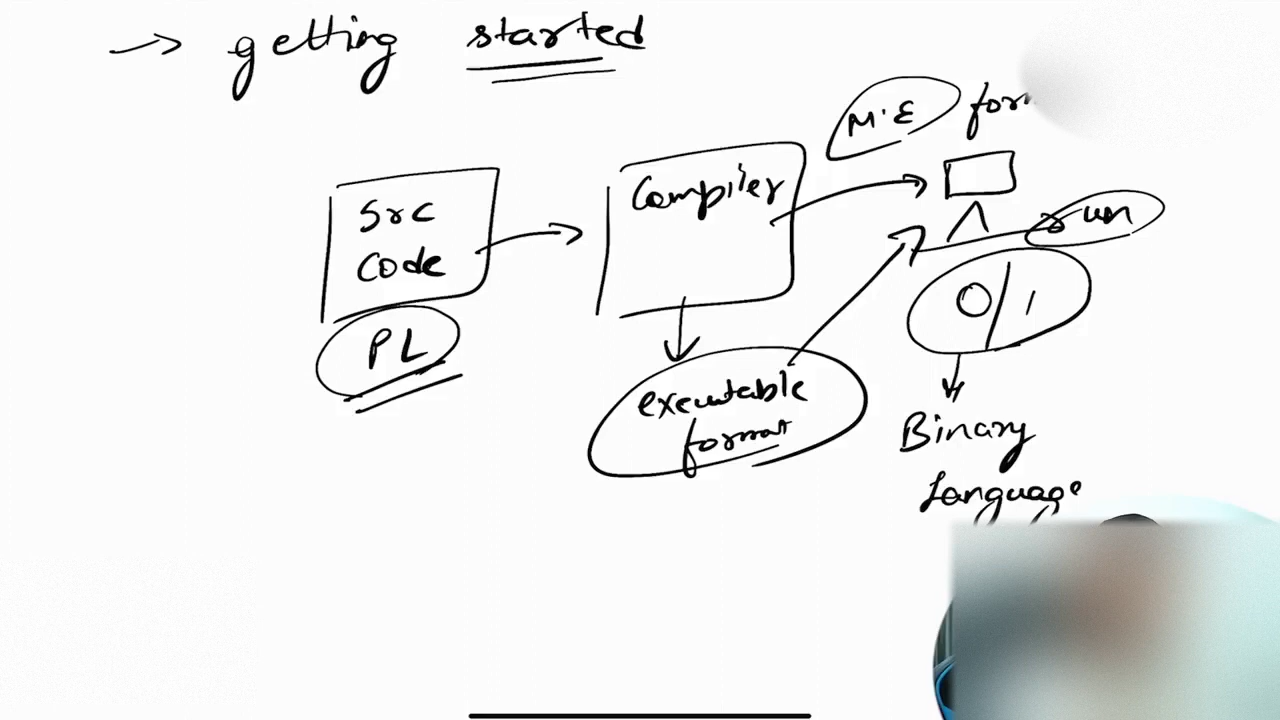 → getting started
M.E
Src
Code
Compiler
run
PL
0/1
executable
format
Binary
Language